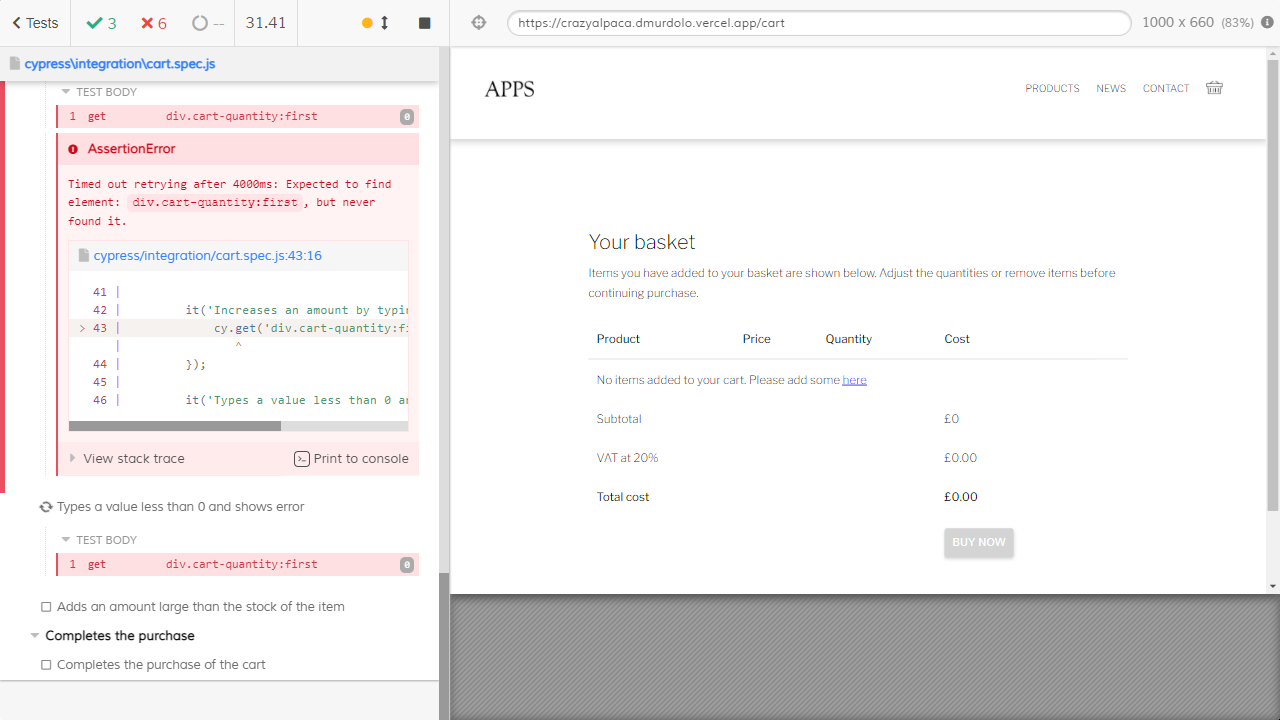 Tests
3
6
--
31.41
https://crazyalpaca.dmurdolo.vercel.app/cart
1000 x 660 (83%)
cypress\integration\cart.spec.js
TEST BODY
1 get div.cart-quantity:first 0
AssertionError
Timed out retrying after 4000ms: Expected to find
element: div.cart-quantity:first, but never
found it.
cypress/integration/cart.spec.js:43:16
41 |
42 | it('Increases an amount by typin
> 43 | cy.get('div.cart-quantity:fi
| ^
44 | });
45 |
46 | it('Types a value less than 0 an
View stack trace
Print to console
Types a value less than 0 and shows error
TEST BODY
1 get div.cart-quantity:first 0
Adds an amount large than the stock of the item
Completes the purchase
Completes the purchase of the cart
APPS
PRODUCTS NEWS CONTACT
Your basket
Items you have added to your basket are shown below. Adjust the quantities or remove items before
continuing purchase.
Product Price Quantity Cost
No items added to your cart. Please add some here
Subtotal £0
VAT at 20% £0.00
Total cost £0.00
BUY NOW